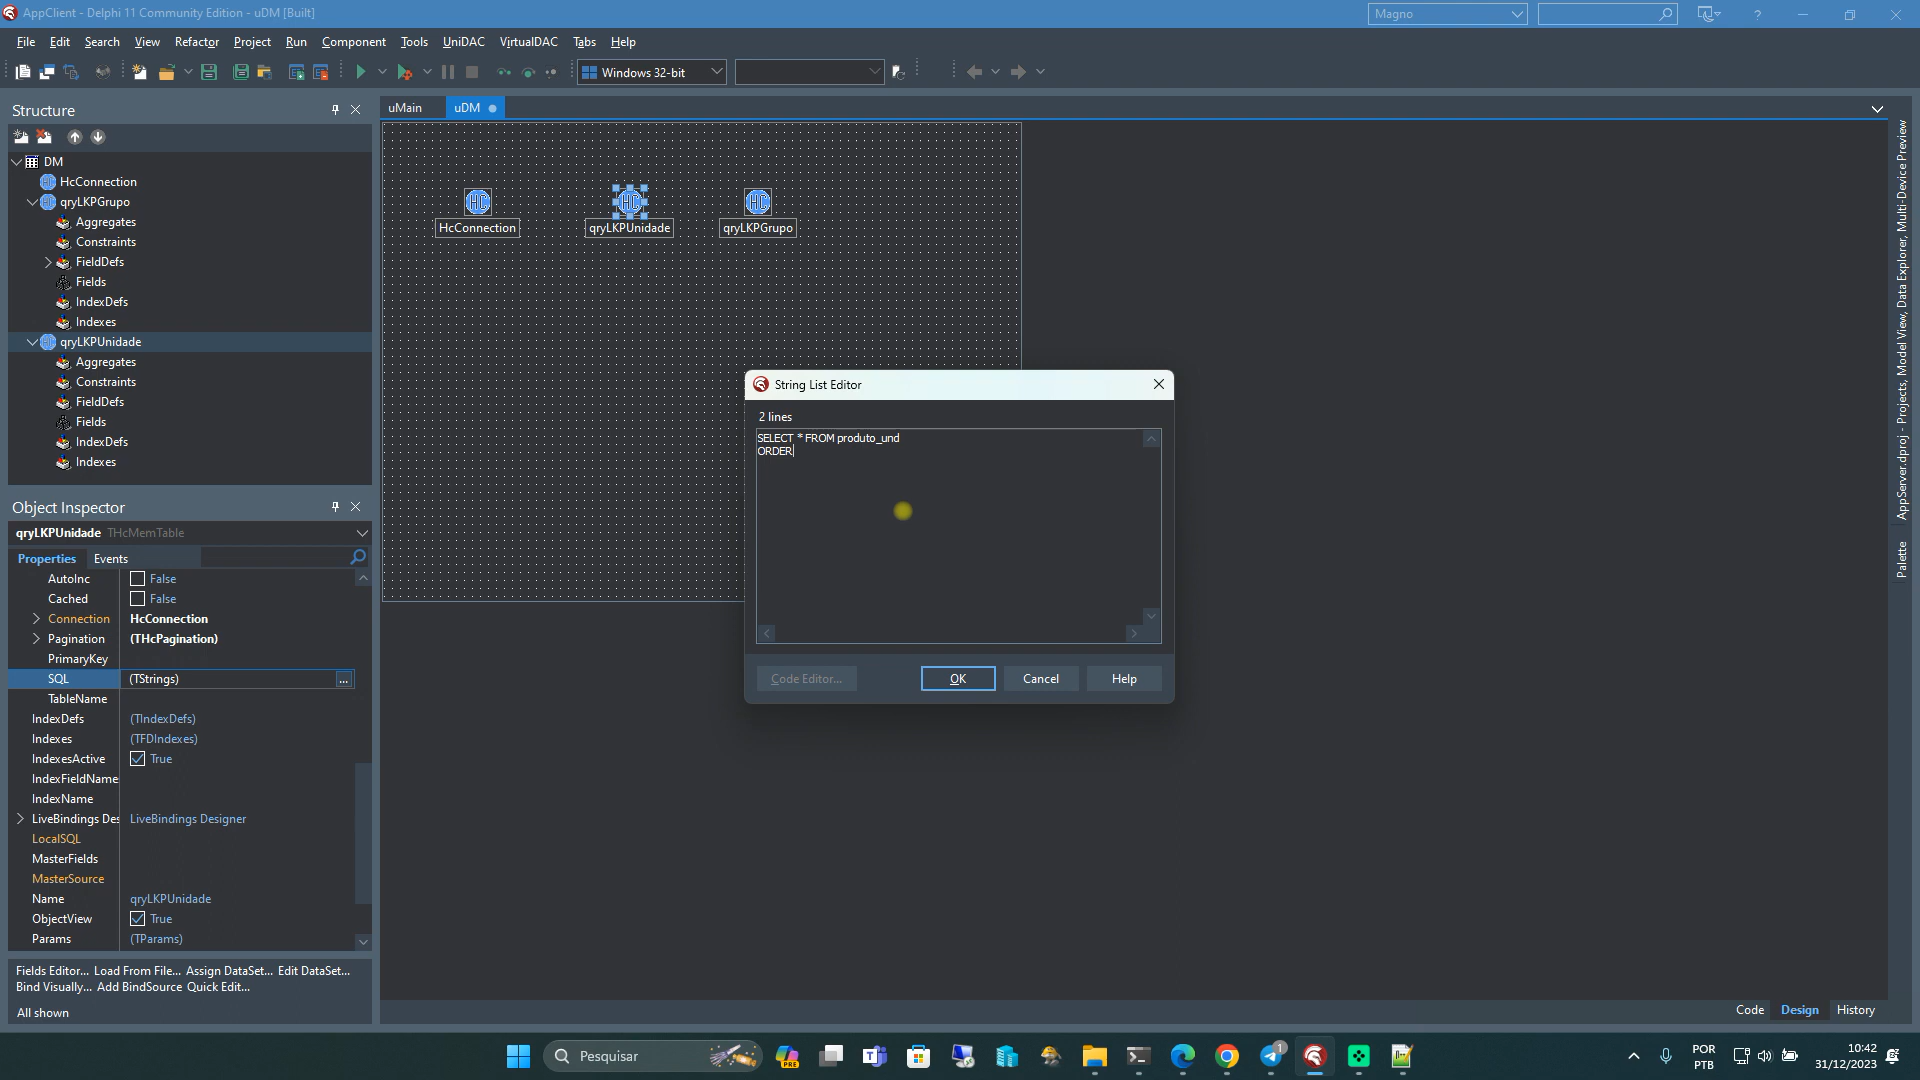 AppClient - Delphi 11 Community Edition - uDM [Built]
Magno
?
File Edit Search View Refactor Project Run Component Tools UniDAC VirtualDAC Tabs Help
Windows 32-bit
Structure
DM
HcConnection
qryLKPGrupo
Aggregates
Constraints
FieldDefs
Fields
IndexDefs
Indexes
qryLKPUnidade
Aggregates
Constraints
FieldDefs
Fields
IndexDefs
Indexes
uMain uDM
HcConnection
qryLKPUnidade
qryLKPGrupo
String List Editor
2 lines
SELECT * FROM produto_und
ORDER
Code Editor...
OK
Cancel
Help
Object Inspector
qryLKPUnidade THcMemTable
Properties Events
AutoInc False
Cached False
Connection HcConnection
Pagination (THcPagination)
PrimaryKey
SQL (TStrings) ...
TableName
IndexDefs (TIndexDefs)
Indexes (TFDIndexes)
IndexesActive True
IndexFieldName
IndexName
LiveBindings Des LiveBindings Designer
LocalSQL
MasterFields
MasterSource
Name qryLKPUnidade
ObjectView True
Params (TParams)
Fields Editor... Load From File... Assign DataSet... Edit DataSet...
Bind Visually... Add BindSource Quick Edit...
All shown
AppServer.dproj - Projects, Model View, Data Explorer, Multi-Device Preview
Palette
Code Design History
Pesquisar
PRE
1
POR
PTB
10:42
31/12/2023